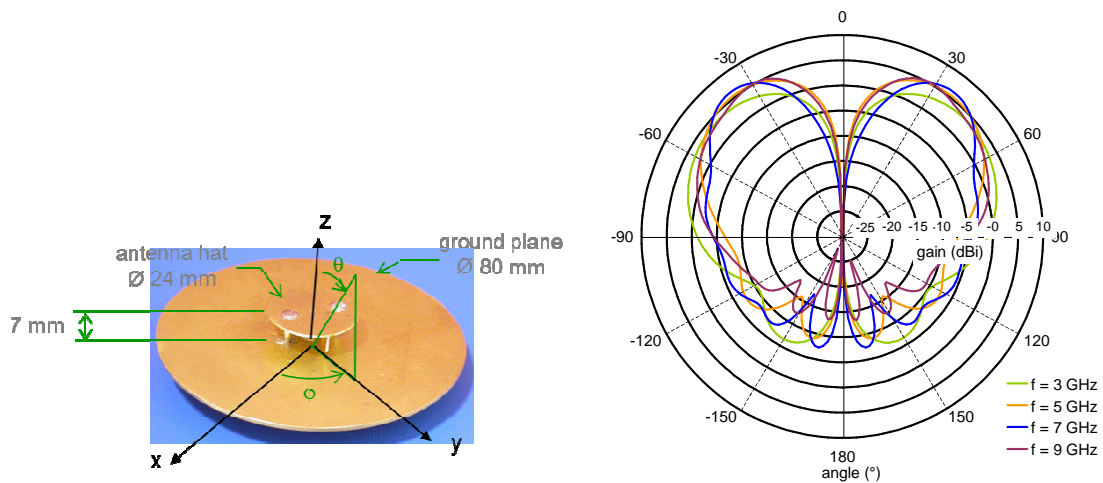 z
antenna hat
Ø 24 mm
θ
ground plane
Ø 80 mm
7 mm
φ
x
y
0
-30
30
-60
60
-90
-25 -20 -15 -10 -5 -0 5 10
gain (dBi)
-120
120
-150
150
180
angle (°)
f = 3 GHz
f = 5 GHz
f = 7 GHz
f = 9 GHz